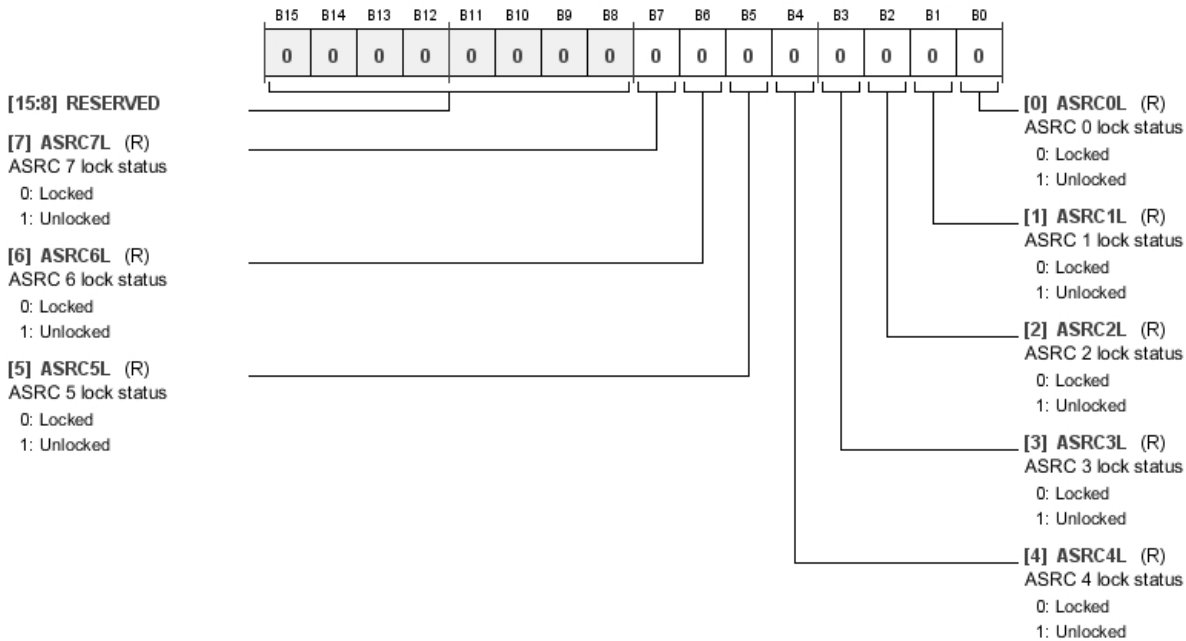 B15 B14 B13 B12 B11 B10 B9 B8 B7 B6 B5 B4 B3 B2 B1 B0
0 0 0 0 0 0 0 0 0 0 0 0 0 0 0 0
[15:8] RESERVED
[7] ASRC7L (R)
ASRC 7 lock status
0: Locked
1: Unlocked
[6] ASRC6L (R)
ASRC 6 lock status
0: Locked
1: Unlocked
[5] ASRC5L (R)
ASRC 5 lock status
0: Locked
1: Unlocked
[0] ASRC0L (R)
ASRC 0 lock status
0: Locked
1: Unlocked
[1] ASRC1L (R)
ASRC 1 lock status
0: Locked
1: Unlocked
[2] ASRC2L (R)
ASRC 2 lock status
0: Locked
1: Unlocked
[3] ASRC3L (R)
ASRC 3 lock status
0: Locked
1: Unlocked
[4] ASRC4L (R)
ASRC 4 lock status
0: Locked
1: Unlocked